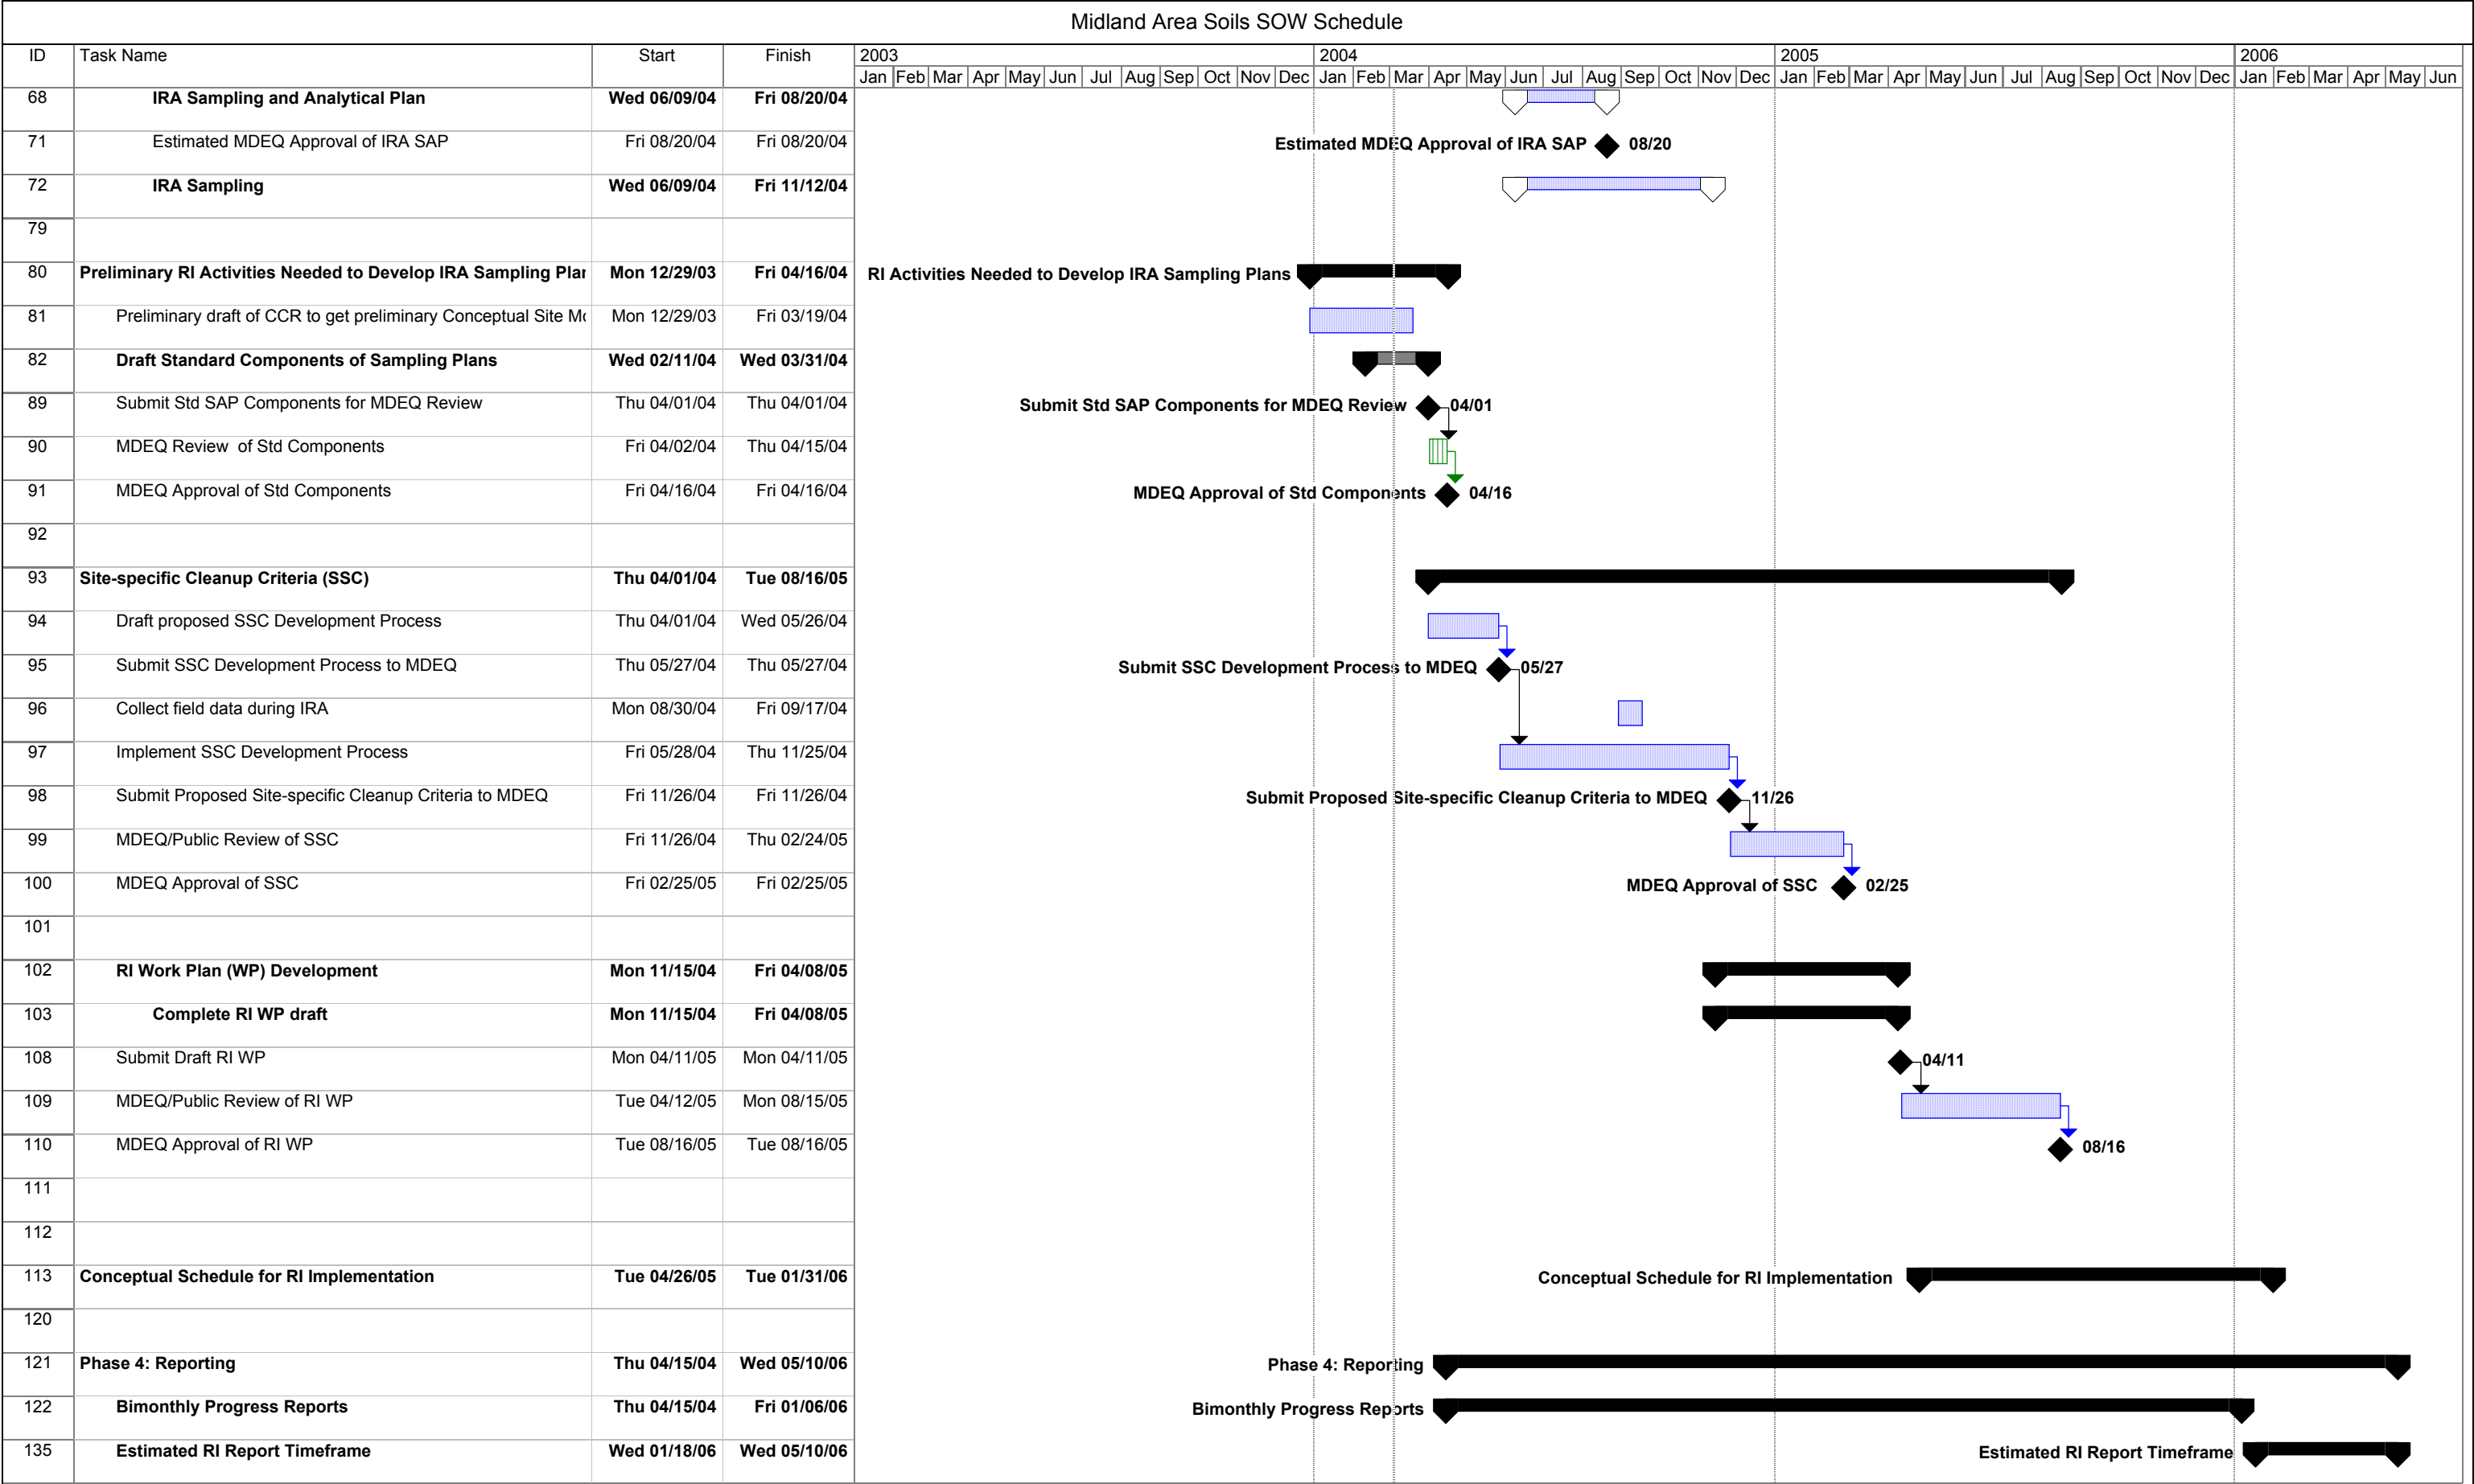 Midland Area Soils SOW Schedule
ID Task Name Start Finish 2003 2004 2005 2006
Jan Feb Mar Apr May Jun Jul Aug Sep Oct Nov Dec Jan Feb Mar Apr May Jun Jul Aug Sep Oct Nov Dec Jan Feb Mar Apr May Jun Jul Aug Sep Oct Nov Dec Jan Feb Mar Apr May Jun
68 IRA Sampling and Analytical Plan Wed 06/09/04 Fri 08/20/04
71 Estimated MDEQ Approval of IRA SAP Fri 08/20/04 Fri 08/20/04 Estimated MDEQ Approval of IRA SAP 08/20
72 IRA Sampling Wed 06/09/04 Fri 11/12/04
79
80 Preliminary RI Activities Needed to Develop IRA Sampling Plan Mon 12/29/03 Fri 04/16/04 RI Activities Needed to Develop IRA Sampling Plans
81 Preliminary draft of CCR to get preliminary Conceptual Site Mo Mon 12/29/03 Fri 03/19/04
82 Draft Standard Components of Sampling Plans Wed 02/11/04 Wed 03/31/04
89 Submit Std SAP Components for MDEQ Review Thu 04/01/04 Thu 04/01/04 Submit Std SAP Components for MDEQ Review 04/01
90 MDEQ Review of Std Components Fri 04/02/04 Thu 04/15/04
91 MDEQ Approval of Std Components Fri 04/16/04 Fri 04/16/04 MDEQ Approval of Std Components 04/16
92
93 Site-specific Cleanup Criteria (SSC) Thu 04/01/04 Tue 08/16/05
94 Draft proposed SSC Development Process Thu 04/01/04 Wed 05/26/04
95 Submit SSC Development Process to MDEQ Thu 05/27/04 Thu 05/27/04 Submit SSC Development Process to MDEQ 05/27
96 Collect field data during IRA Mon 08/30/04 Fri 09/17/04
97 Implement SSC Development Process Fri 05/28/04 Thu 11/25/04
98 Submit Proposed Site-specific Cleanup Criteria to MDEQ Fri 11/26/04 Fri 11/26/04 Submit Proposed Site-specific Cleanup Criteria to MDEQ 11/26
99 MDEQ/Public Review of SSC Fri 11/26/04 Thu 02/24/05
100 MDEQ Approval of SSC Fri 02/25/05 Fri 02/25/05 MDEQ Approval of SSC 02/25
101
102 RI Work Plan (WP) Development Mon 11/15/04 Fri 04/08/05
103 Complete RI WP draft Mon 11/15/04 Fri 04/08/05
108 Submit Draft RI WP Mon 04/11/05 Mon 04/11/05 04/11
109 MDEQ/Public Review of RI WP Tue 04/12/05 Mon 08/15/05
110 MDEQ Approval of RI WP Tue 08/16/05 Tue 08/16/05 08/16
111
112
113 Conceptual Schedule for RI Implementation Tue 04/26/05 Tue 01/31/06 Conceptual Schedule for RI Implementation
120
121 Phase 4: Reporting Thu 04/15/04 Wed 05/10/06 Phase 4: Reporting
122 Bimonthly Progress Reports Thu 04/15/04 Fri 01/06/06 Bimonthly Progress Reports
135 Estimated RI Report Timeframe Wed 01/18/06 Wed 05/10/06 Estimated RI Report Timeframe